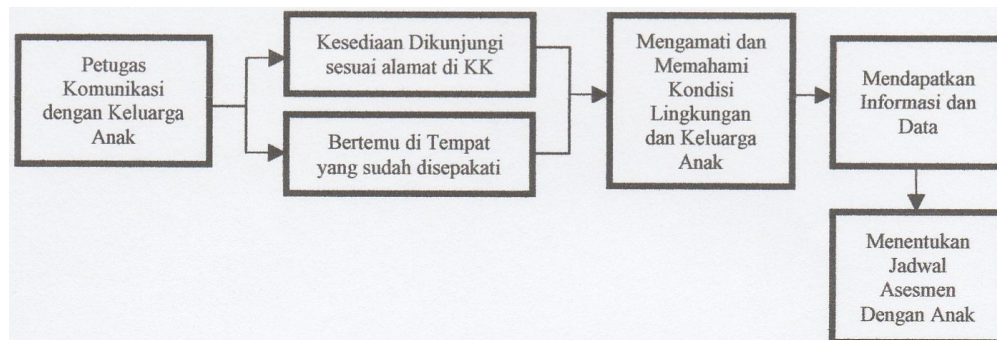 Petugas
Komunikasi
dengan Keluarga
Anak
Kesediaan Dikunjungi
sesuai alamat di KK
Bertemu di Tempat
yang sudah disepakati
Mengamati dan
Memahami
Kondisi
Lingkungan
dan Keluarga
Anak
Mendapatkan
Informasi dan
Data
Menentukan
Jadwal
Asesmen
Dengan Anak